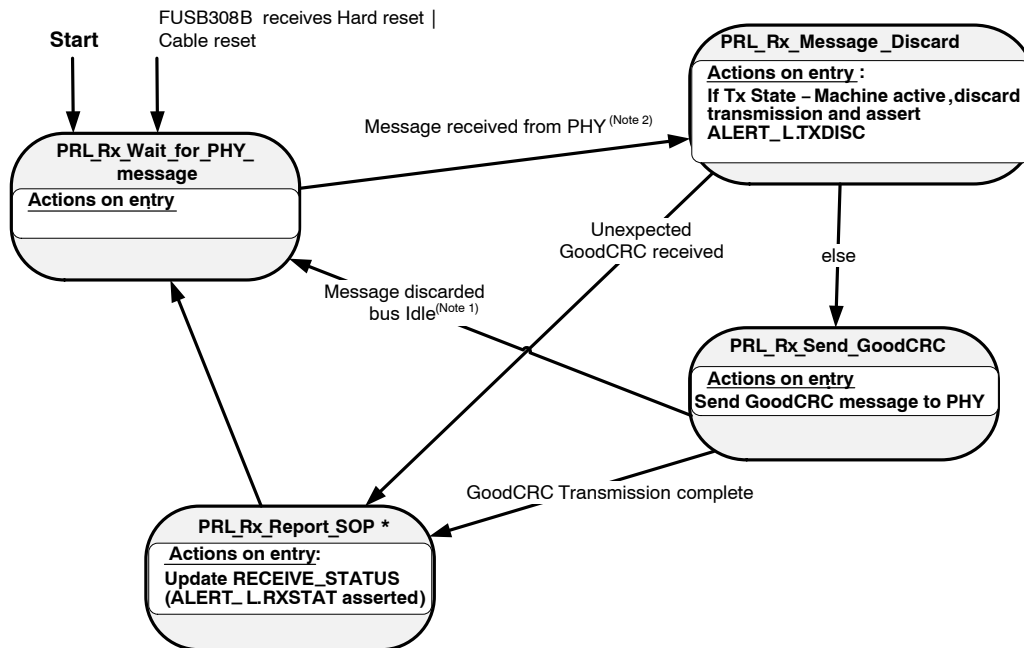 FUSB308B receives Hard reset |
Cable reset
Start
PRL_Rx_Wait_for_PHY_
message
Actions on entry
Message received from PHY(Note 2)
PRL_Rx_Message_Discard
Actions on entry :
If Tx State – Machine active,discard
transmission and assert
ALERT_L.TXDISC
Unexpected
GoodCRC received
else
Message discarded
bus Idle(Note 1)
PRL_Rx_Send_GoodCRC
Actions on entry
Send GoodCRC message to PHY
GoodCRC Transmission complete
PRL_Rx_Report_SOP *
Actions on entry:
Update RECEIVE_STATUS
(ALERT_ L.RXSTAT asserted)